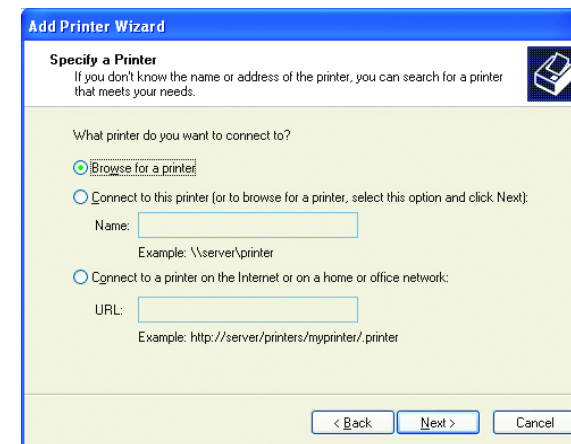 Add Printer Wizard
Specify a Printer
If you don't know the name or address of the printer, you can search for a printer
that meets your needs.
What printer do you want to connect to?
Browse for a printer
Connect to this printer (or to browse for a printer, select this option and click Next):
Name:
Example: \\server\printer
Connect to a printer on the Internet or on a home or office network:
URL:
Example: http://server/printers/myprinter/.printer
< Back
Next >
Cancel